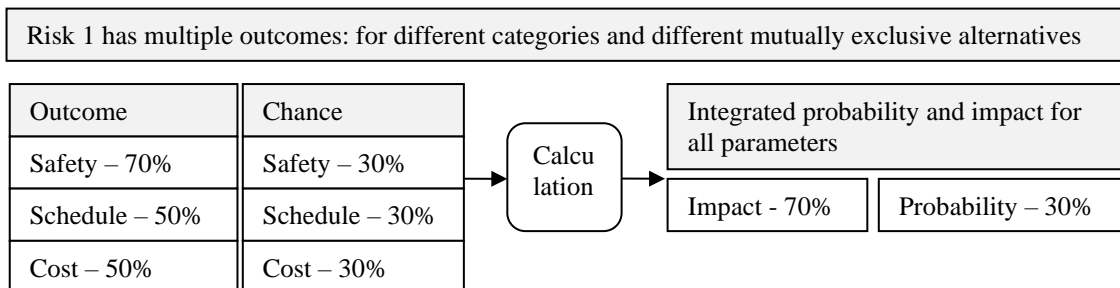 Risk 1 has multiple outcomes: for different categories and different mutually exclusive alternatives
Outcome
Chance
Safety – 70%
Safety – 30%
Schedule – 50%
Schedule – 30%
Cost – 50%
Cost – 30%
Calcu
lation
Integrated probability and impact for
all parameters
Impact - 70%
Probability – 30%